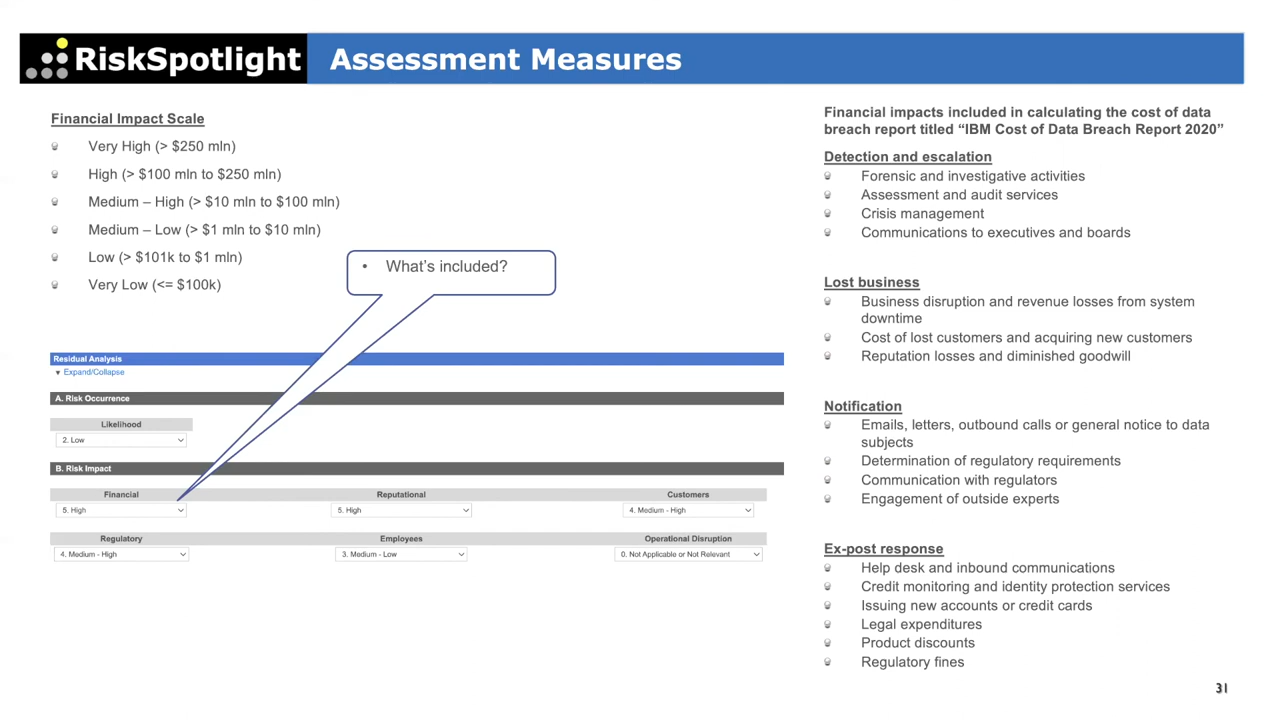 RiskSpotlight
Assessment Measures
Financial Impact Scale
Very High (> $250 mln)
High (> $100 mln to $250 mln)
Medium – High (> $10 mln to $100 mln)
Medium – Low (> $1 mln to $10 mln)
Low (> $101k to $1 mln)
Very Low (<= $100k)
• What's included?
Residual Analysis
▼ Expand/Collapse
A. Risk Occurrence
Likelihood
2. Low
B. Risk Impact
Financial Reputational Customers
5. High 5. High 4. Medium - High
Regulatory Employees Operational Disruption
4. Medium - High 3. Medium - Low 0. Not Applicable or Not Relevant
Financial impacts included in calculating the cost of data
breach report titled “IBM Cost of Data Breach Report 2020”
Detection and escalation
Forensic and investigative activities
Assessment and audit services
Crisis management
Communications to executives and boards
Lost business
Business disruption and revenue losses from system
downtime
Cost of lost customers and acquiring new customers
Reputation losses and diminished goodwill
Notification
Emails, letters, outbound calls or general notice to data
subjects
Determination of regulatory requirements
Communication with regulators
Engagement of outside experts
Ex-post response
Help desk and inbound communications
Credit monitoring and identity protection services
Issuing new accounts or credit cards
Legal expenditures
Product discounts
Regulatory fines
31